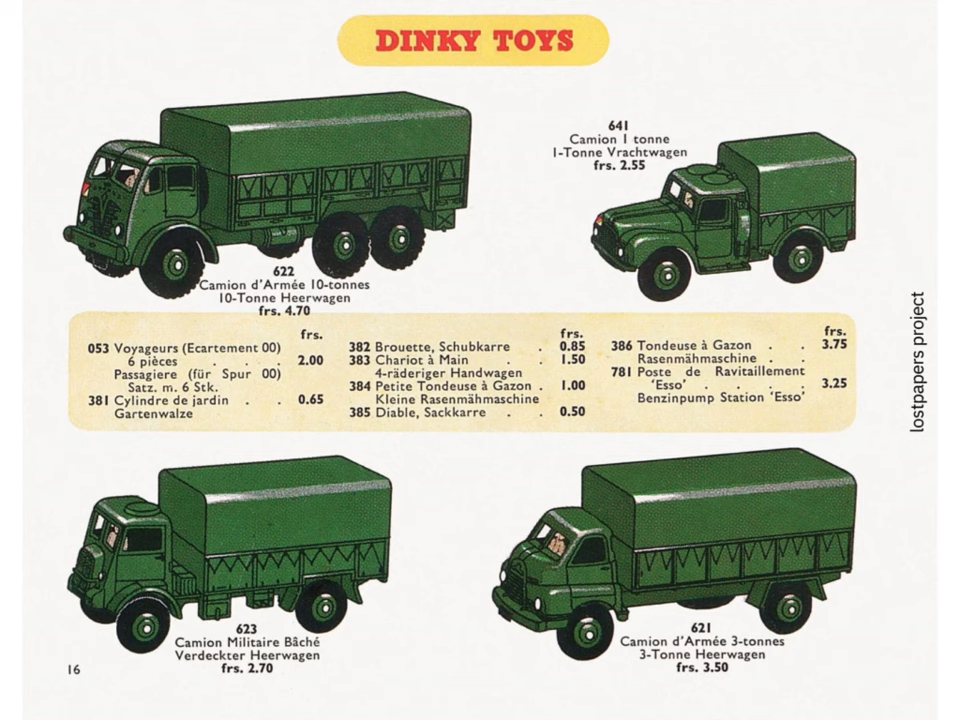 DINKY TOYS
641
Camion 1 tonne
1-Tonne Vrachtwagen
frs. 2.55
622
Camion d'Armée 10-tonnes
10-Tonne Heerwagen
frs. 4.70
frs.
053 Voyageurs (Ecartement 00)
6 pièces . . . 2.00
Passagiere (für Spur 00)
Satz. m. 6 Stk.
381 Cylindre de jardin . . 0.65
Gartenwalze
frs.
382 Brouette, Schubkarre . 0.85
383 Chariot à Main . . 1.50
4-räderiger Handwagen
384 Petite Tondeuse à Gazon . 1.00
Kleine Rasenmähmaschine
385 Diable, Sackkarre . . 0.50
frs.
386 Tondeuse à Gazon . . 3.75
Rasenmähmaschine . .
781 Poste de Ravitaillement
'Esso' . . . . 3.25
Benzinpump Station 'Esso'
lostpapers project
623
Camion Militaire Bâché
Verdeckter Heerwagen
frs. 2.70
621
Camion d'Armée 3-tonnes
3-Tonne Heerwagen
frs. 3.50
16